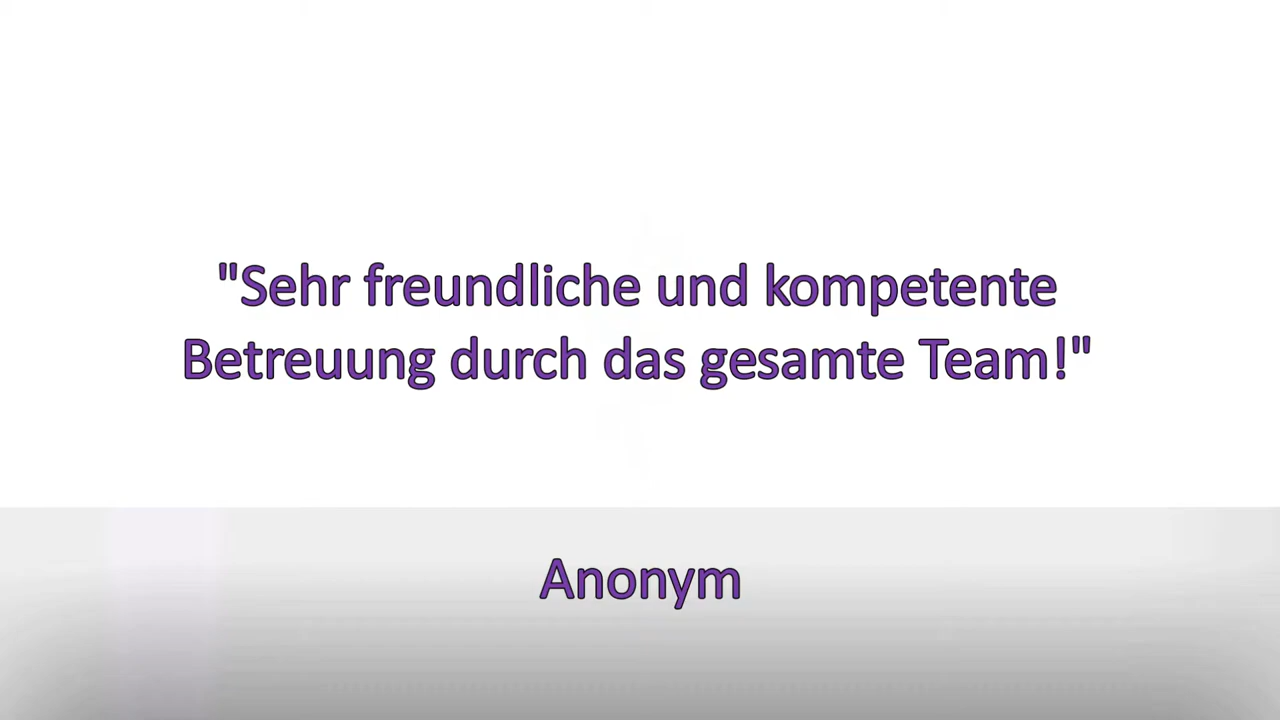 "Sehr freundliche und kompetente
Betreuung durch das gesamte Team!"
Anonym